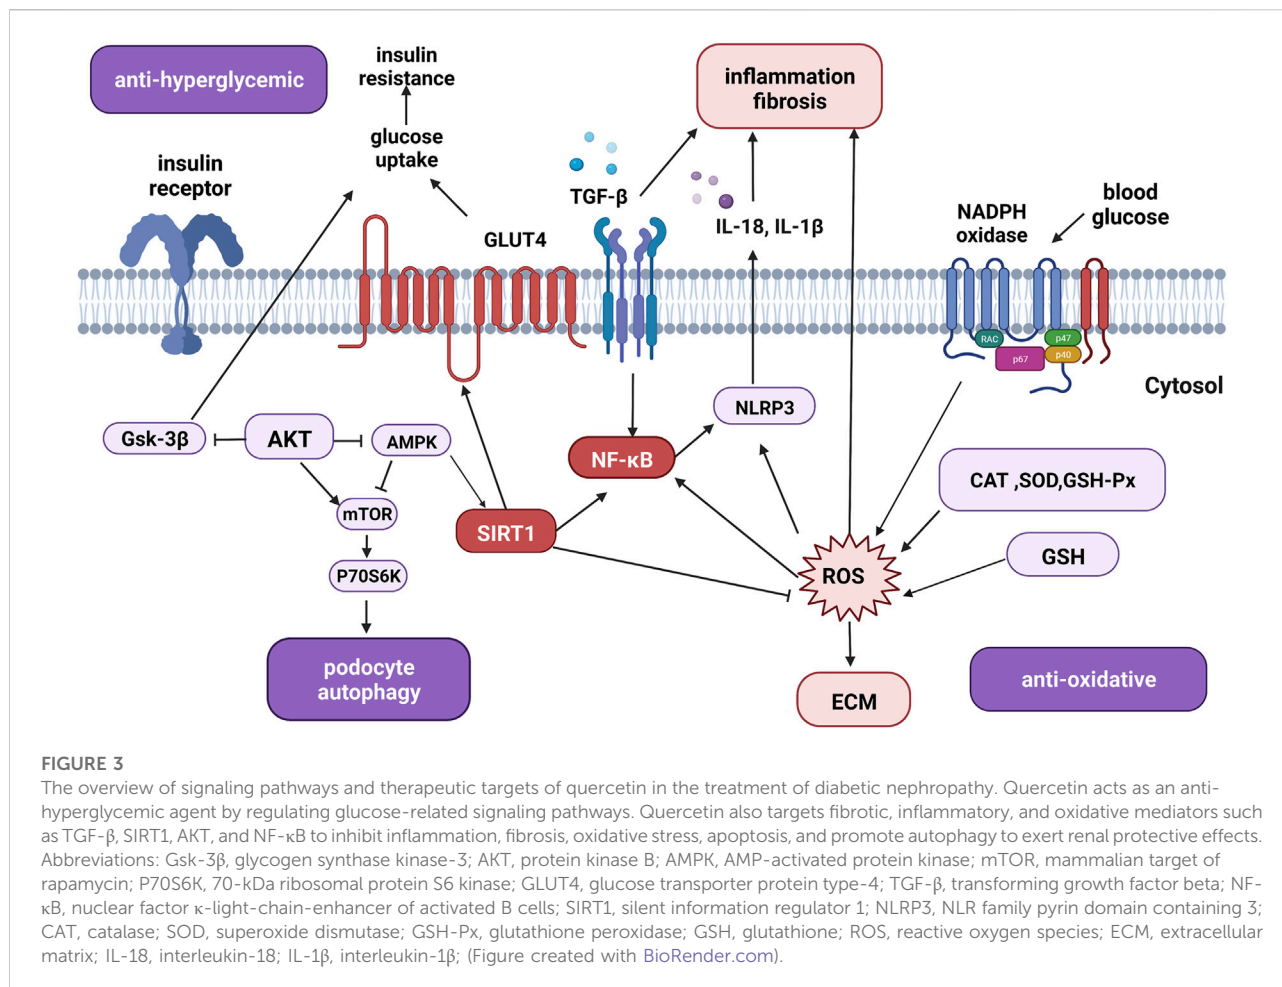 anti-hyperglycemic
insulin
resistance
glucose
uptake
insulin
receptor
inflammation
fibrosis
TGF-β
IL-18, IL-1β
GLUT4
NADPH
oxidase
blood
glucose
RAC
p67
p47
p40
Cytosol
Gsk-3β
AKT
AMPK
mTOR
P70S6K
podocyte
autophagy
SIRT1
NF-κB
NLRP3
ROS
CAT ,SOD,GSH-Px
GSH
ECM
anti-oxidative
FIGURE 3
The overview of signaling pathways and therapeutic targets of quercetin in the treatment of diabetic nephropathy. Quercetin acts as an anti-
hyperglycemic agent by regulating glucose-related signaling pathways. Quercetin also targets fibrotic, inflammatory, and oxidative mediators such
as TGF-β, SIRT1, AKT, and NF-κB to inhibit inflammation, fibrosis, oxidative stress, apoptosis, and promote autophagy to exert renal protective effects.
Abbreviations: Gsk-3β, glycogen synthase kinase-3; AKT, protein kinase B; AMPK, AMP-activated protein kinase; mTOR, mammalian target of
rapamycin; P70S6K, 70-kDa ribosomal protein S6 kinase; GLUT4, glucose transporter protein type-4; TGF-β, transforming growth factor beta; NF-
κB, nuclear factor κ-light-chain-enhancer of activated B cells; SIRT1, silent information regulator 1; NLRP3, NLR family pyrin domain containing 3;
CAT, catalase; SOD, superoxide dismutase; GSH-Px, glutathione peroxidase; GSH, glutathione; ROS, reactive oxygen species; ECM, extracellular
matrix; IL-18, interleukin-18; IL-1β, interleukin-1β; (Figure created with BioRender.com).